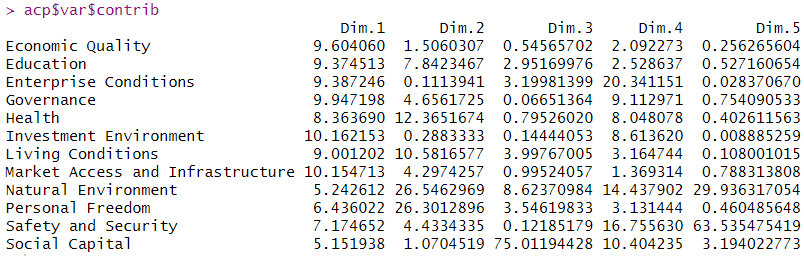 > acp$var$contrib
Dim.1 Dim.2 Dim.3 Dim.4 Dim.5
Economic Quality 9.604060 1.5060307 0.54565702 2.092273 0.256265604
Education 9.374513 7.8423467 2.95169976 2.528637 0.527160654
Enterprise Conditions 9.387246 0.1113941 3.19981399 20.341151 0.028370670
Governance 9.947198 4.6561725 0.06651364 9.112971 0.754090533
Health 8.363690 12.3651674 0.79526020 8.048078 0.402611563
Investment Environment 10.162153 0.2883333 0.14444053 8.613620 0.008885259
Living Conditions 9.001202 10.5816577 3.99767005 3.164744 0.108001015
Market Access and Infrastructure 10.154713 4.2974257 0.99524057 1.369314 0.788313808
Natural Environment 5.242612 26.5462969 8.62370984 14.437902 29.936317054
Personal Freedom 6.436022 26.3012896 3.54619833 3.131444 0.460485648
Safety and Security 7.174652 4.4334335 0.12185179 16.755630 63.535475419
Social Capital 5.151938 1.0704519 75.01194428 10.404235 3.194022773